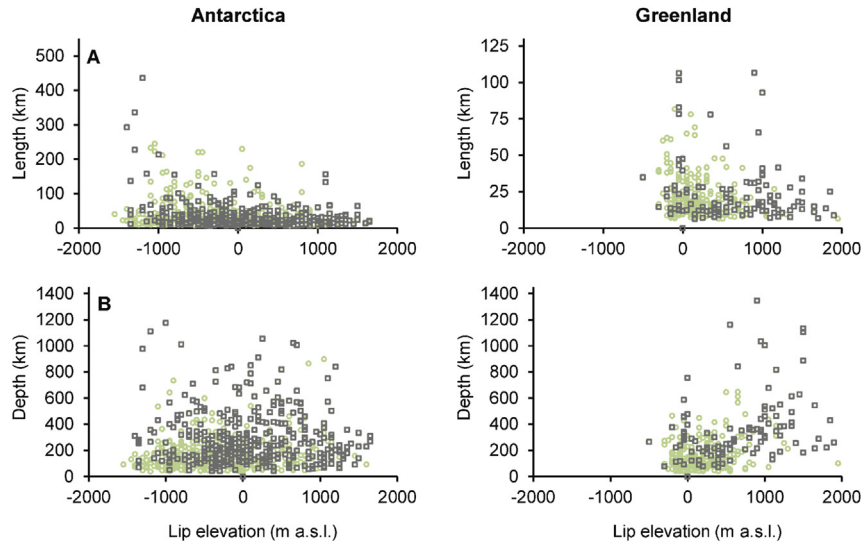 Antarctica Greenland
A
Length (km)
500
400
300
200
100
0
-2000 -1000 0 1000 2000
Length (km)
125
100
75
50
25
0
-2000 -1000 0 1000 2000
B
Depth (km)
1400
1200
1000
800
600
400
200
0
-2000 -1000 0 1000 2000
Lip elevation (m a.s.l.)
Depth (km)
1400
1200
1000
800
600
400
200
0
-2000 -1000 0 1000 2000
Lip elevation (m a.s.l.)